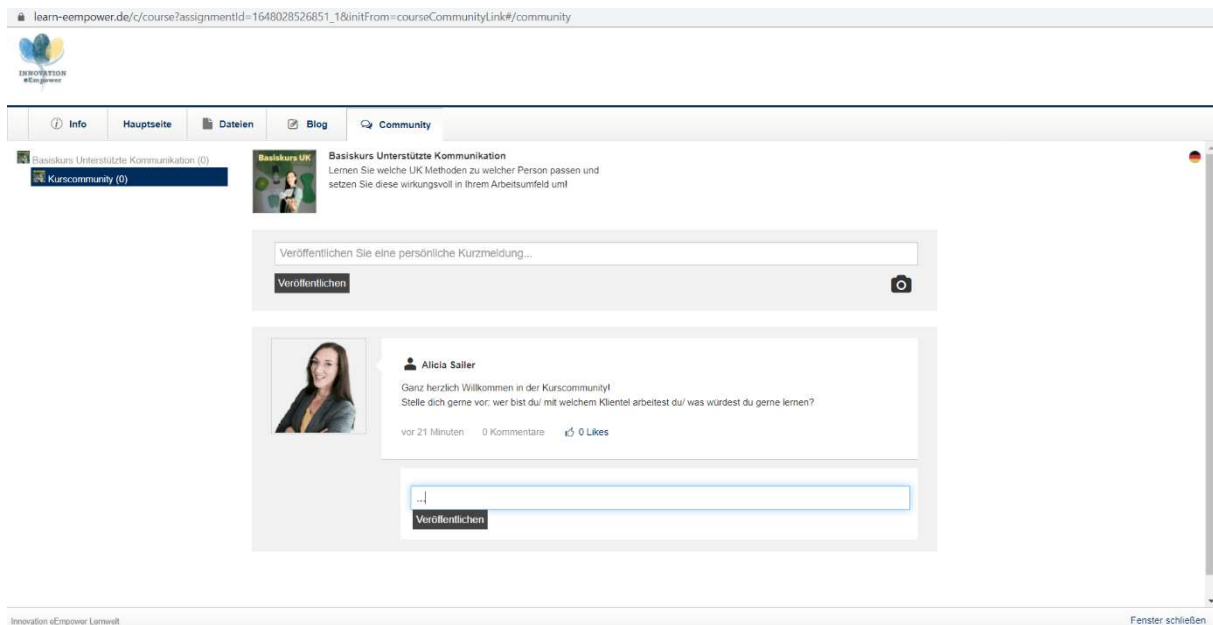 learn-eempower.de/c/course?assignmentId=1648028526851_1&initFrom=courseCommunityLink#/community
INNOVATION
eEmpower
Info Hauptseite Dateien Blog Community
Basiskurs Unterstützte Kommunikation (0)
Kurscommunity (0)
Basiskurs UK
Basiskurs Unterstützte Kommunikation
Lernen Sie welche UK Methoden zu welcher Person passen und
setzen Sie diese wirkungsvoll in Ihrem Arbeitsumfeld um!
Veröffentlichen Sie eine persönliche Kurzmeldung...
Veröffentlichen
Alicia Sailer
Ganz herzlich Willkommen in der Kurscommunity!
Stelle dich gerne vor: wer bist du/ mit welchem Klientel arbeitest du/ was würdest du gerne lernen?
vor 21 Minuten 0 Kommentare 0 Likes
...
Veröffentlichen
Innovation eEmpower Lernwelt
Fenster schließen